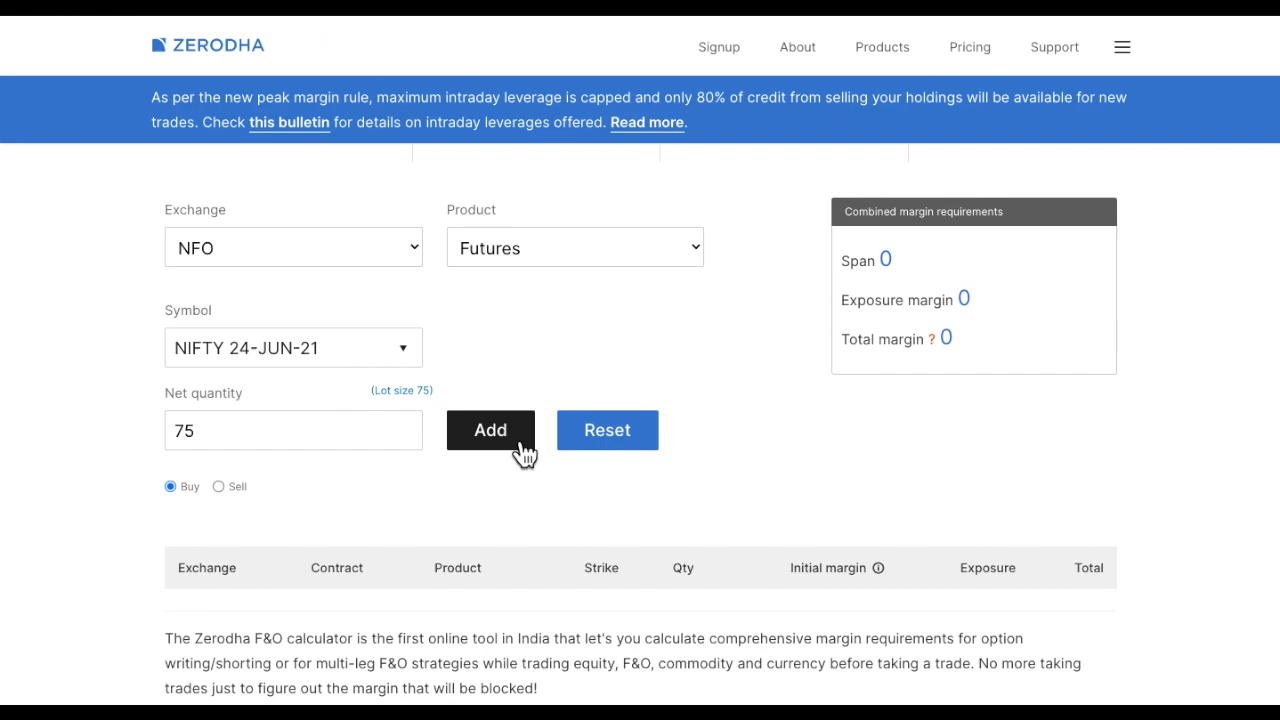 ZERODHA
Signup About Products Pricing Support
As per the new peak margin rule, maximum intraday leverage is capped and only 80% of credit from selling your holdings will be available for new
trades. Check this bulletin for details on intraday leverages offered. Read more.
Exchange Product
NFO Futures
Combined margin requirements
Span 0
Exposure margin 0
Total margin ? 0
Symbol
NIFTY 24-JUN-21
Net quantity (Lot size 75)
75 Add Reset
Buy Sell
Exchange Contract Product Strike Qty Initial margin Exposure Total
The Zerodha F&O calculator is the first online tool in India that let's you calculate comprehensive margin requirements for option
writing/shorting or for multi-leg F&O strategies while trading equity, F&O, commodity and currency before taking a trade. No more taking
trades just to figure out the margin that will be blocked!